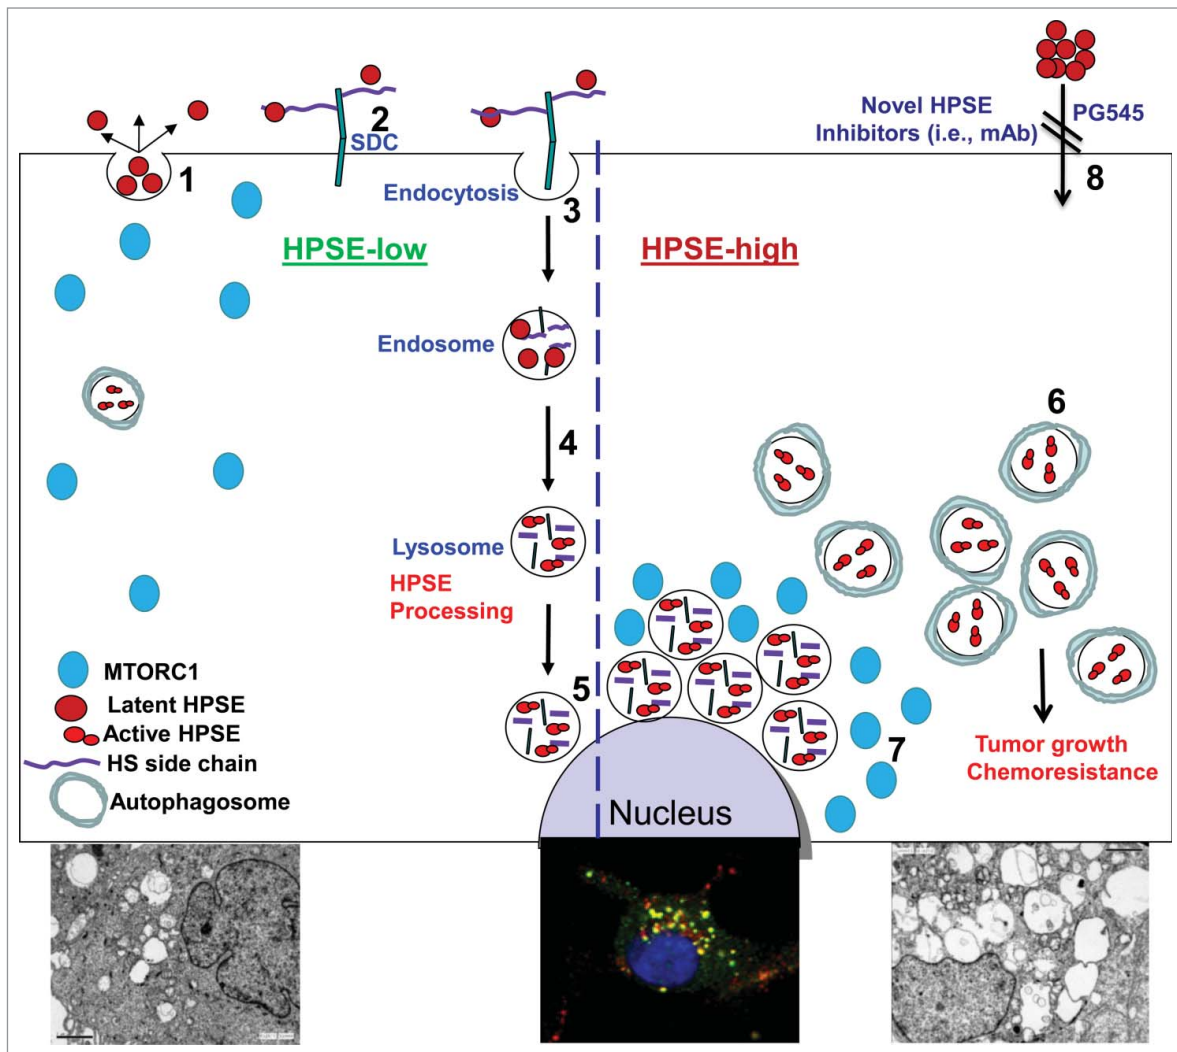 Novel HPSE
Inhibitors (i.e., mAb)
PG545
1
2
SDC
Endocytosis
3
8
HPSE-low
HPSE-high
Endosome
4
6
Lysosome
HPSE
Processing
5
7
MTORC1
Latent HPSE
Active HPSE
HS side chain
Autophagosome
Nucleus
Tumor growth
Chemoresistance